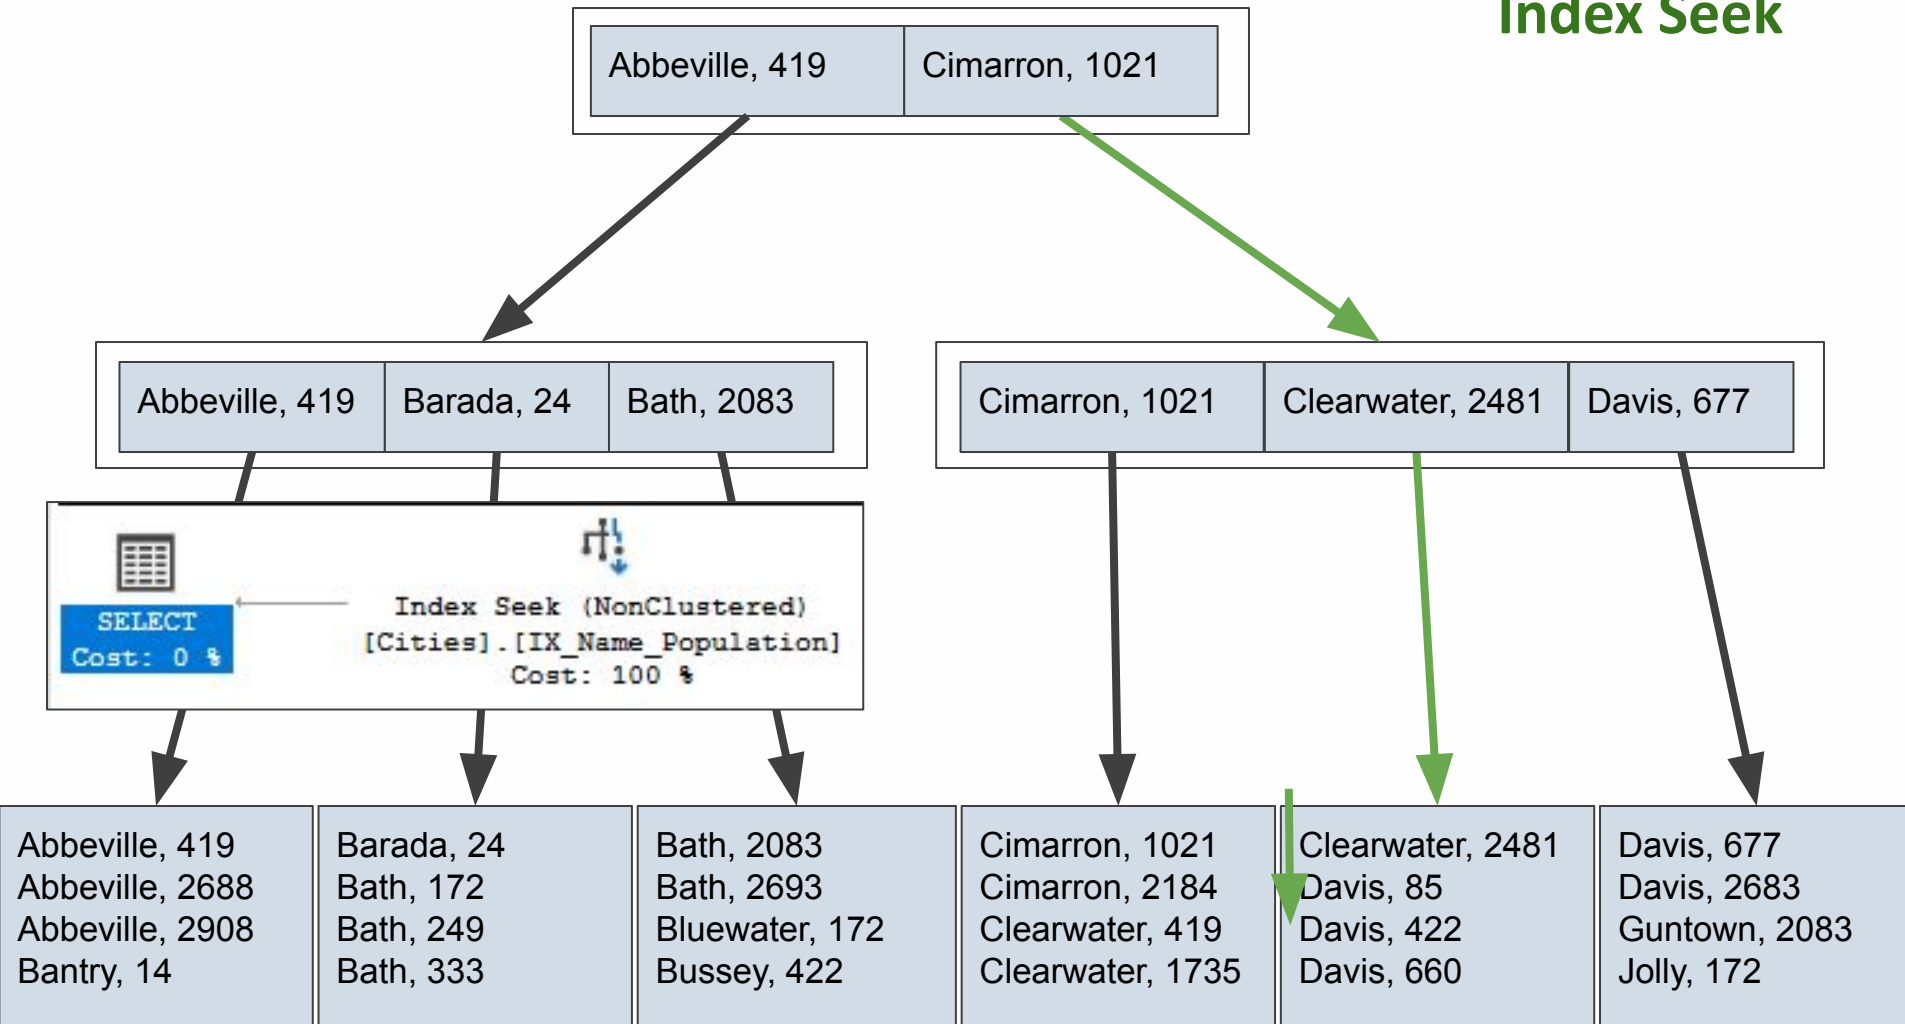 Index Seek
Abbeville, 419
Cimarron, 1021
Abbeville, 419
Barada, 24
Bath, 2083
Cimarron, 1021
Clearwater, 2481
Davis, 677
SELECT
Cost: 0 %
Index Seek (NonClustered)
[Cities].[IX_Name_Population]
Cost: 100 %
Abbeville, 419
Abbeville, 2688
Abbeville, 2908
Bantry, 14
Barada, 24
Bath, 172
Bath, 249
Bath, 333
Bath, 2083
Bath, 2693
Bluewater, 172
Bussey, 422
Cimarron, 1021
Cimarron, 2184
Clearwater, 419
Clearwater, 1735
Clearwater, 2481
Davis, 85
Davis, 422
Davis, 660
Davis, 677
Davis, 2683
Guntown, 2083
Jolly, 172